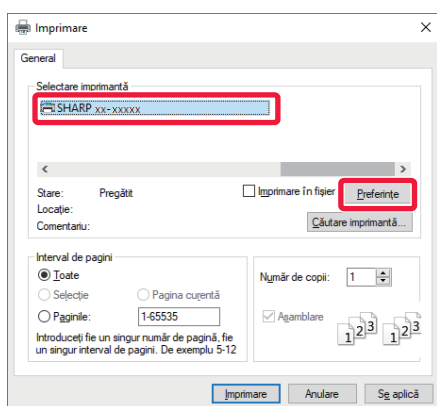 Imprimare
General
Selectare imprimantă
SHARP xx-xxxxx
Stare: Pregătit
Imprimare în fișier
Preferințe
Locație:
Comentariu:
Căutare imprimantă...
Interval de pagini
Toate
Selecție
Pagina curentă
Paginile: 1-65535
Introduceți fie un singur număr de pagină, fie
un singur interval de pagini. De exemplu 5-12
Număr de copii: 1
Asamblare
1 2 3 1 2 3
Imprimare
Anulare
Se aplică